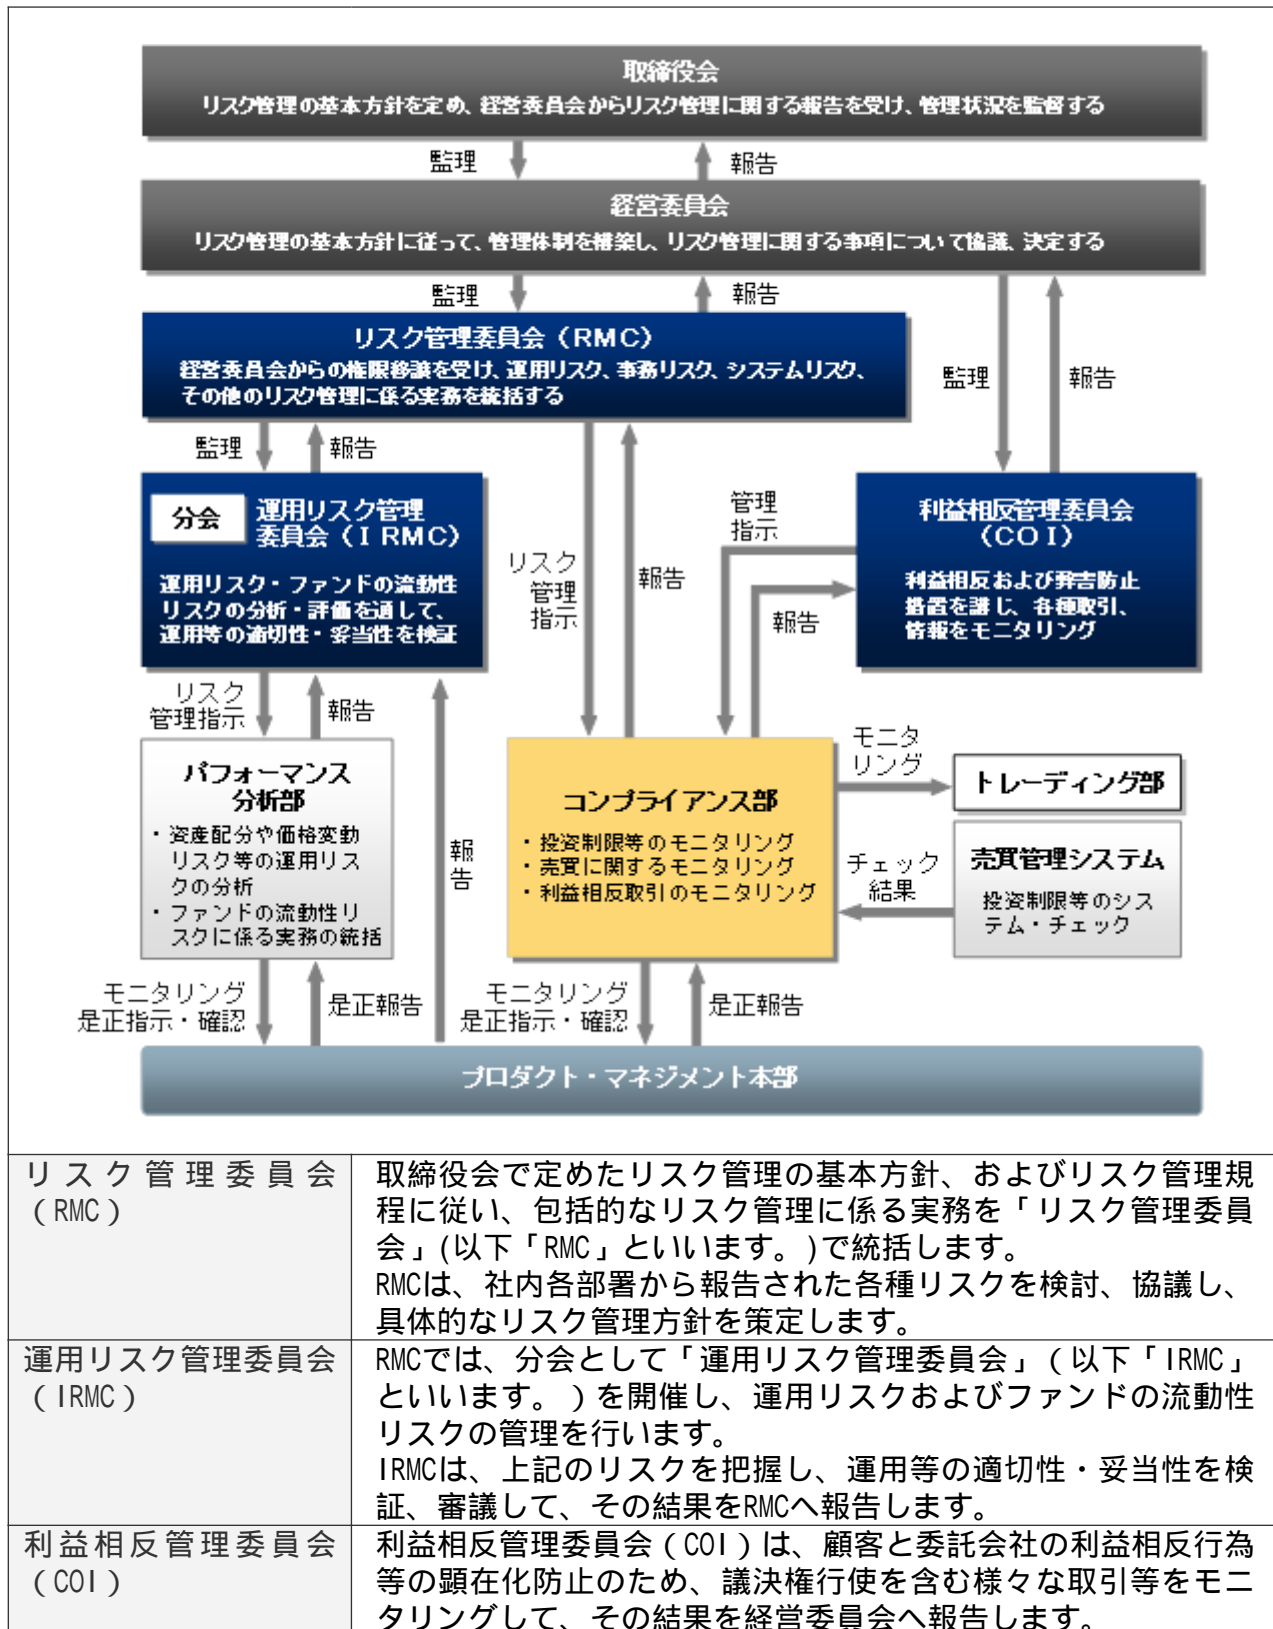 取締役会
リスク管理の基本方針を定め、経営委員会からリスク管理に関する報告を受け、管理状況を監督する
監理
報告
経営委員会
リスク管理の基本方針に従って、管理体制を構築し、リスク管理に関する事項について協議、決定する
監理
報告
リスク管理委員会（RMC）
経営委員会からの権限移譲を受け、運用リスク、事務リスク、システムリスク、
その他のリスク管理に係る実務を統括する
監理
報告
監理
報告
分会
運用リスク管理
委員会（IRMC）
運用リスク・ファンドの流動性
リスクの分析・評価を通して、
運用等の適切性・妥当性を検証
リスク
管理
指示
報告
管理
指示
報告
利益相反管理委員会
（COI）
利益相反および弊害防止
措置を講じ、各種取引、
情報をモニタリング
リスク
管理指示
報告
パフォーマンス
分析部
・資産配分や価格変動
リスク等の運用リス
クの分析
・ファンドの流動性リ
スクに係る実務の統括
報
告
コンプライアンス部
・投資制限等のモニタリング
・売買に関するモニタリング
・利益相反取引のモニタリング
モニタ
リング
トレーディング部
チェック
結果
売買管理システム
投資制限等のシス
テム・チェック
モニタリング
是正指示・確認
是正報告
モニタリング
是正指示・確認
是正報告
プロダクト・マネジメント本部
リスク管理委員会
（RMC）
取締役会で定めたリスク管理の基本方針、およびリスク管理規
程に従い、包括的なリスク管理に係る実務を「リスク管理委員
会」(以下「RMC」といいます。)で統括します。
RMCは、社内各部署から報告された各種リスクを検討、協議し、
具体的なリスク管理方針を策定します。
運用リスク管理委員会
（IRMC）
RMCでは、分会として「運用リスク管理委員会」（以下「IRMC」
といいます。）を開催し、運用リスクおよびファンドの流動性
リスクの管理を行います。
IRMCは、上記のリスクを把握し、運用等の適切性・妥当性を検
証、審議して、その結果をRMCへ報告します。
利益相反管理委員会
（COI）
利益相反管理委員会（COI）は、顧客と委託会社の利益相反行為
等の顕在化防止のため、議決権行使を含む様々な取引等をモニ
タリングして、その結果を経営委員会へ報告します。